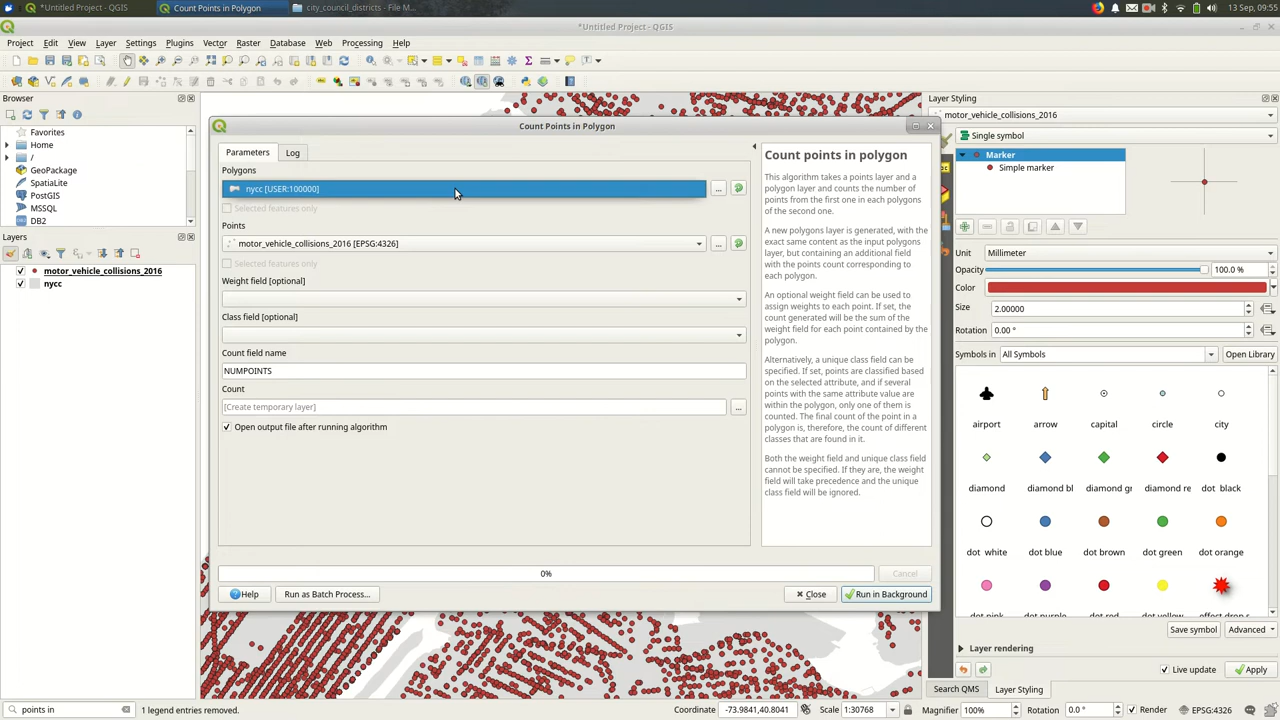 *Untitled Project - QGIS
Count Points in Polygon
city_council_districts - File M...
13 Sep, 09:55
*Untitled Project - QGIS
Project Edit View Layer Settings Plugins Vector Raster Database Web Processing Help
Browser
Favorites
Home
/
GeoPackage
SpatiaLite
PostGIS
MSSQL
DB2
Layers
motor_vehicle_collisions_2016
nycc
Count Points in Polygon
Parameters
Log
Polygons
nycc [USER:100000]
...
Selected features only
Points
motor_vehicle_collisions_2016 [EPSG:4326]
...
Selected features only
Weight field [optional]
Class field [optional]
Count field name
NUMPOINTS
Count
[Create temporary layer]
...
Open output file after running algorithm
Count points in polygon
This algorithm takes a points layer and a
polygon layer and counts the number of
points from the first one in each polygons
of the second one.
A new polygons layer is generated, with the
exact same content as the input polygons
layer, but containing an additional field
with the points count corresponding to
each polygon.
An optional weight field can be used to
assign weights to each point. If set, the
count generated will be the sum of the
weight field for each point contained by the
polygon.
Alternatively, a unique class field can be
specified. If set, points are classified based
on the selected attribute, and if several
points with the same attribute value are
within the polygon, only one of them is
counted. The final count of the point in a
polygon is, therefore, the count of different
classes that are found in it.
Both the weight field and unique class field
cannot be specified. If they are, the weight
field will take precedence and the unique
class field will be ignored.
0%
Cancel
Help
Run as Batch Process...
Close
Run in Background
Layer Styling
motor_vehicle_collisions_2016
Single symbol
Marker
Simple marker
Unit
Millimeter
Opacity
100.0 %
Color
Size
2.00000
Rotation
0.00 °
Symbols in
All Symbols
Open Library
airport arrow capital circle city
diamond diamond bl diamond gr diamond re dot black
dot white dot blue dot brown dot green dot orange
dot pink dot purple dot red dot yellow effect drop s
Save symbol
Advanced
Layer rendering
Live update
Apply
Search QMS
Layer Styling
points in
1 legend entries removed.
Coordinate
-73.9841,40.8041
Scale
1:30768
Magnifier
100%
Rotation
0.0 °
Render
EPSG:4326